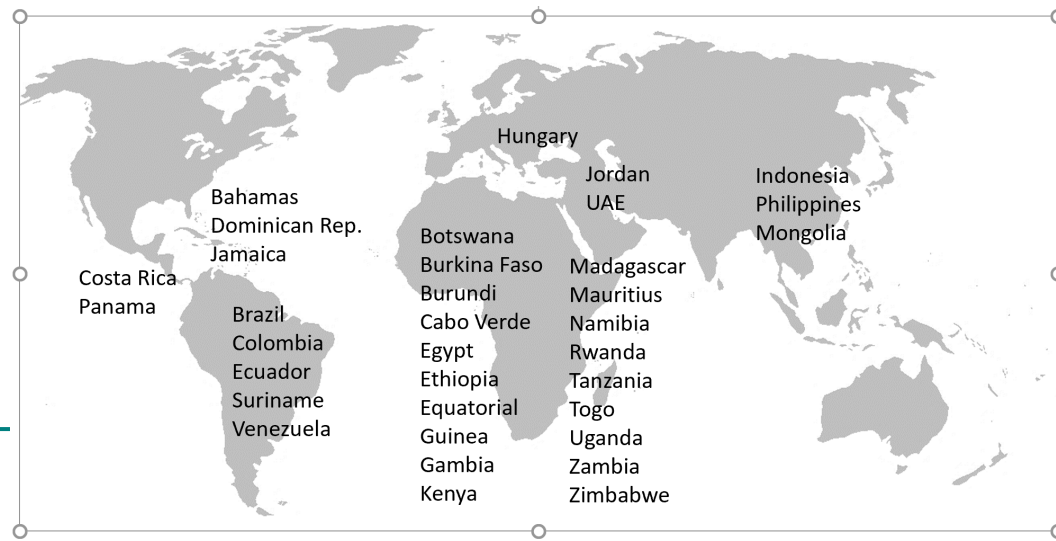 Hungary
Jordan
UAE
Indonesia
Philippines
Mongolia
Bahamas
Dominican Rep.
Jamaica
Costa Rica
Panama
Brazil
Colombia
Ecuador
Suriname
Venezuela
Botswana
Burkina Faso
Burundi
Cabo Verde
Egypt
Ethiopia
Equatorial
Guinea
Gambia
Kenya
Madagascar
Mauritius
Namibia
Rwanda
Tanzania
Togo
Uganda
Zambia
Zimbabwe